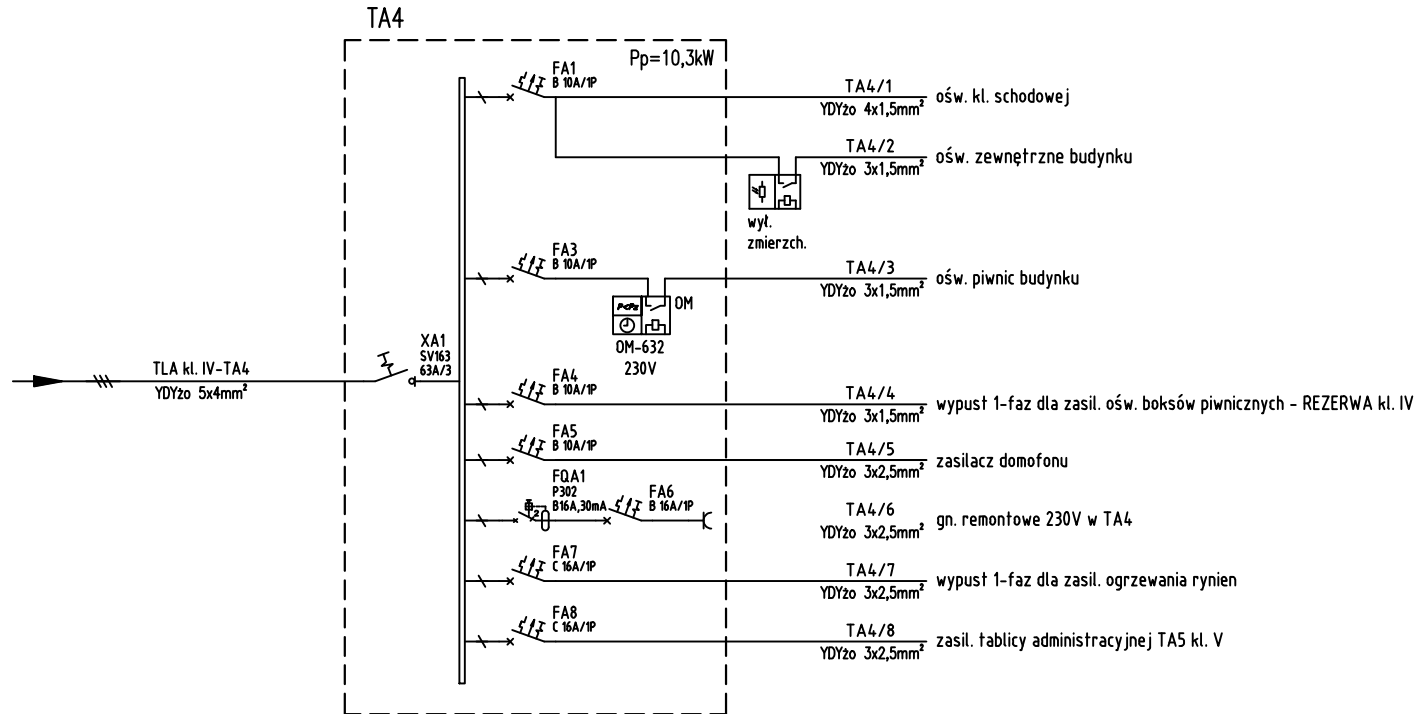 TA4
Pp=10,3kW
FA1
B 10A/1P
TA4/1
YDYżo 4x1,5mm²
ośw. kl. schodowej
TA4/2
YDYżo 3x1,5mm²
ośw. zewnętrzne budynku
wył.
zmierzch.
FA3
B 10A/1P
TA4/3
YDYżo 3x1,5mm²
ośw. piwnic budynku
P<Pz
OM
OM-632
230V
XA1
SV163
63A/3
TLA kl. IV-TA4
YDYżo 5x4mm²
FA4
B 10A/1P
TA4/4
YDYżo 3x1,5mm²
wypust 1-faz dla zasil. ośw. boksów piwnicznych - REZERWA kl. IV
FA5
B 10A/1P
TA4/5
YDYżo 3x2,5mm²
zasilacz domofonu
FQA1
P302
B16A,30mA
2
FA6
B 16A/1P
TA4/6
YDYżo 3x2,5mm²
gn. remontowe 230V w TA4
FA7
C 16A/1P
TA4/7
YDYżo 3x2,5mm²
wypust 1-faz dla zasil. ogrzewania rynien
FA8
C 16A/1P
TA4/8
YDYżo 3x2,5mm²
zasil. tablicy administracyjnej TA5 kl. V